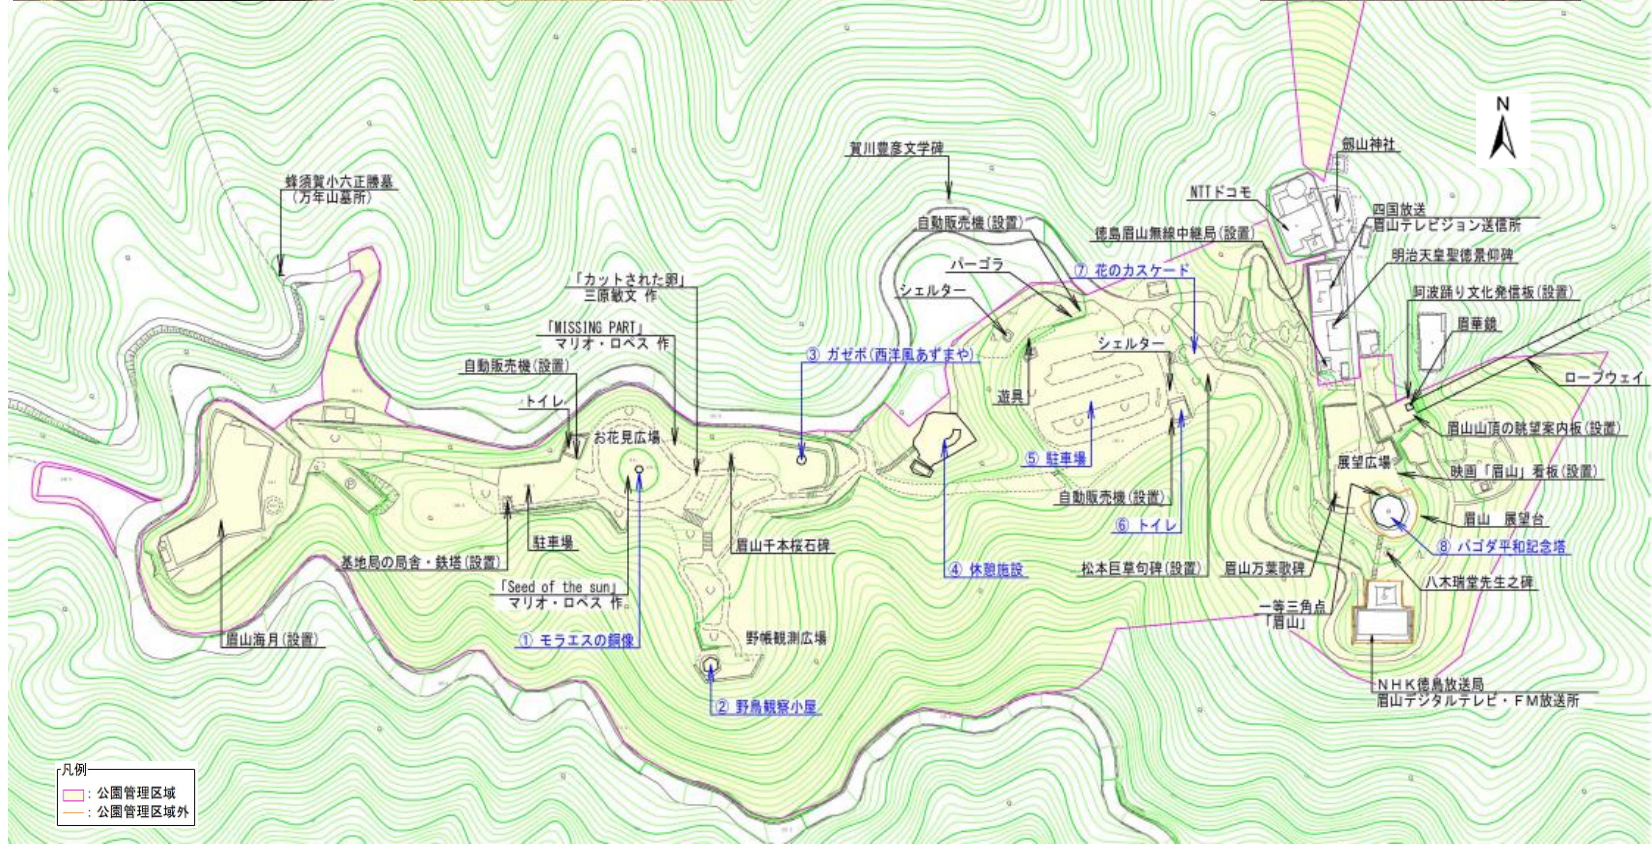 N
劔山神社
賀川豊彦文学碑
NTTドコモ
蜂須賀小六正勝墓
(万年山墓所)
四国放送
眉山テレビジョン送信所
自動販売機(設置)
徳島眉山無線中継局(設置)
明治天皇聖徳景仰碑
パーゴラ
⑦ 花のカスケード
「カットされた卵」
三原敏文 作
シェルター
阿波踊り文化発信板(設置)
眉華鏡
「MISSING PART」
マリオ・ロペス 作
③ ガゼボ(西洋風あずまや)
シェルター
自動販売機(設置)
ロープウェイ
遊具
トイレ
お花見広場
眉山山頂の眺望案内板(設置)
⑤ 駐車場
展望広場
映画「眉山」看板(設置)
P
自動販売機(設置)
眉山 展望台
⑥ トイレ
駐車場
眉山千本桜石碑
⑧ パゴダ平和記念塔
基地局の局舎・鉄塔(設置)
④ 休憩施設
松本巨草句碑(設置)
眉山万葉歌碑
八木瑞堂先生之碑
「Seed of the sun」
マリオ・ロペス 作
一等三角点
「眉山」
眉山海月(設置)
① モラエスの銅像
野帳観測広場
NHK徳島放送局
眉山デジタルテレビ・FM放送所
② 野鳥観察小屋
凡例
:公園管理区域
:公園管理区域外